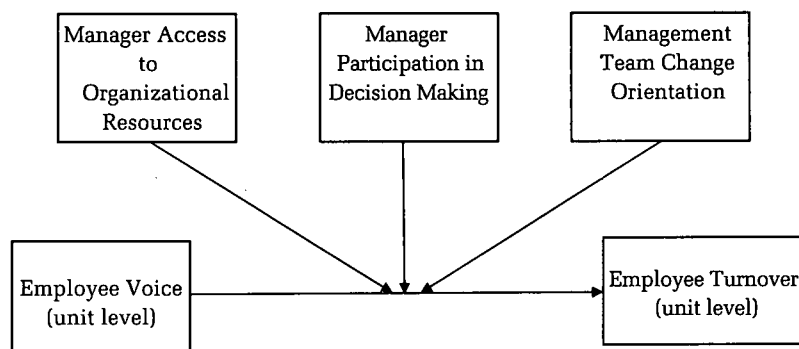 Manager Access
to
Organizational
Resources
Manager
Participation in
Decision Making
Management
Team Change
Orientation
Employee Voice
(unit level)
Employee Turnover
(unit level)